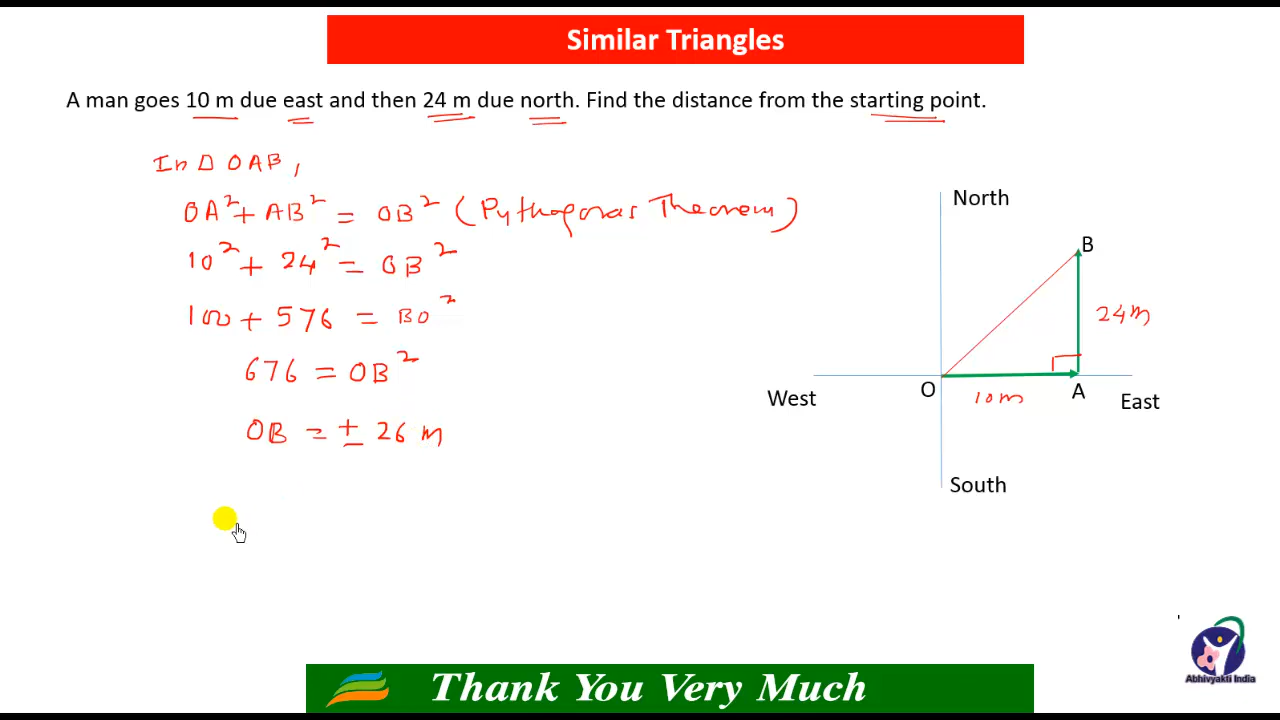 Similar Triangles
A man goes 10 m due east and then 24 m due north. Find the distance from the starting point.
In Δ OAB,
OA² + AB² = OB² (Pythagoras Theorem)
10² + 24² = OB²
100 + 576 = BO²
676 = OB²
OB = ± 26 m
North
B
24m
West
O
10m
A
East
South
Abhivyakti India
Thank You Very Much